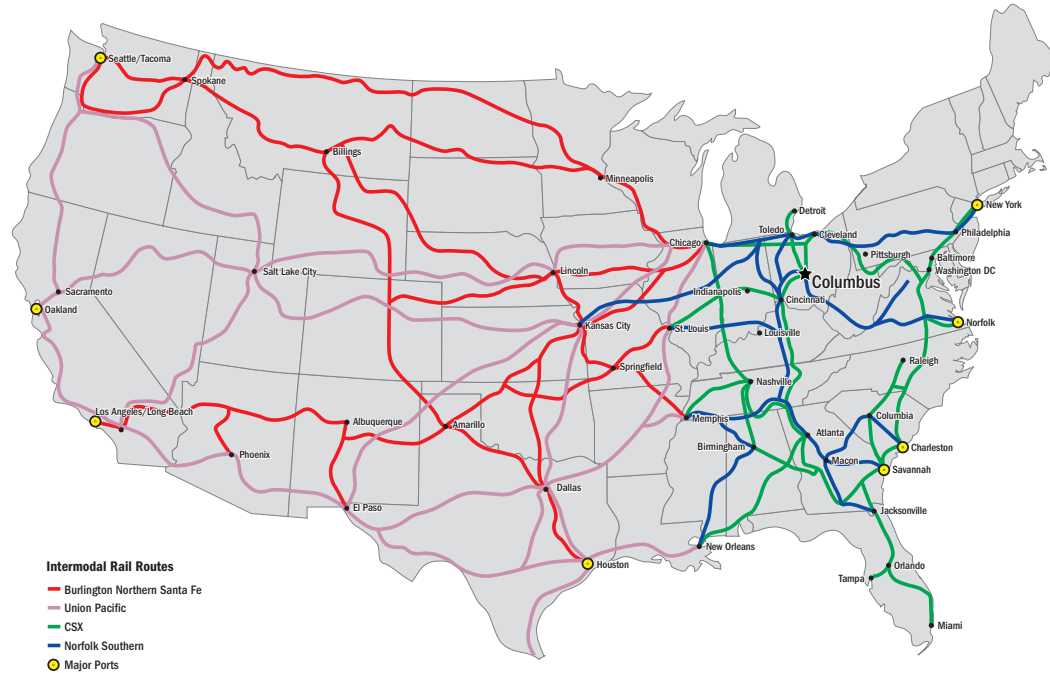 Seattle/Tacoma
Spokane
Billings
Minneapolis
Detroit
New York
Toledo
Cleveland
Philadelphia
Chicago
Pittsburgh
Baltimore
Washington DC
Salt Lake City
Lincoln
Columbus
Sacramento
Indianapolis
Cincinnati
Oakland
Norfolk
Kansas City
St. Louis
Louisville
Raleigh
Springfield
Nashville
Los Angeles/Long Beach
Albuquerque
Amarillo
Memphis
Columbia
Atlanta
Phoenix
Birmingham
Charleston
Macon
Savannah
Dallas
El Paso
Jacksonville
New Orleans
Houston
Orlando
Tampa
Miami
Intermodal Rail Routes
Burlington Northern Santa Fe
Union Pacific
CSX
Norfolk Southern
Major Ports